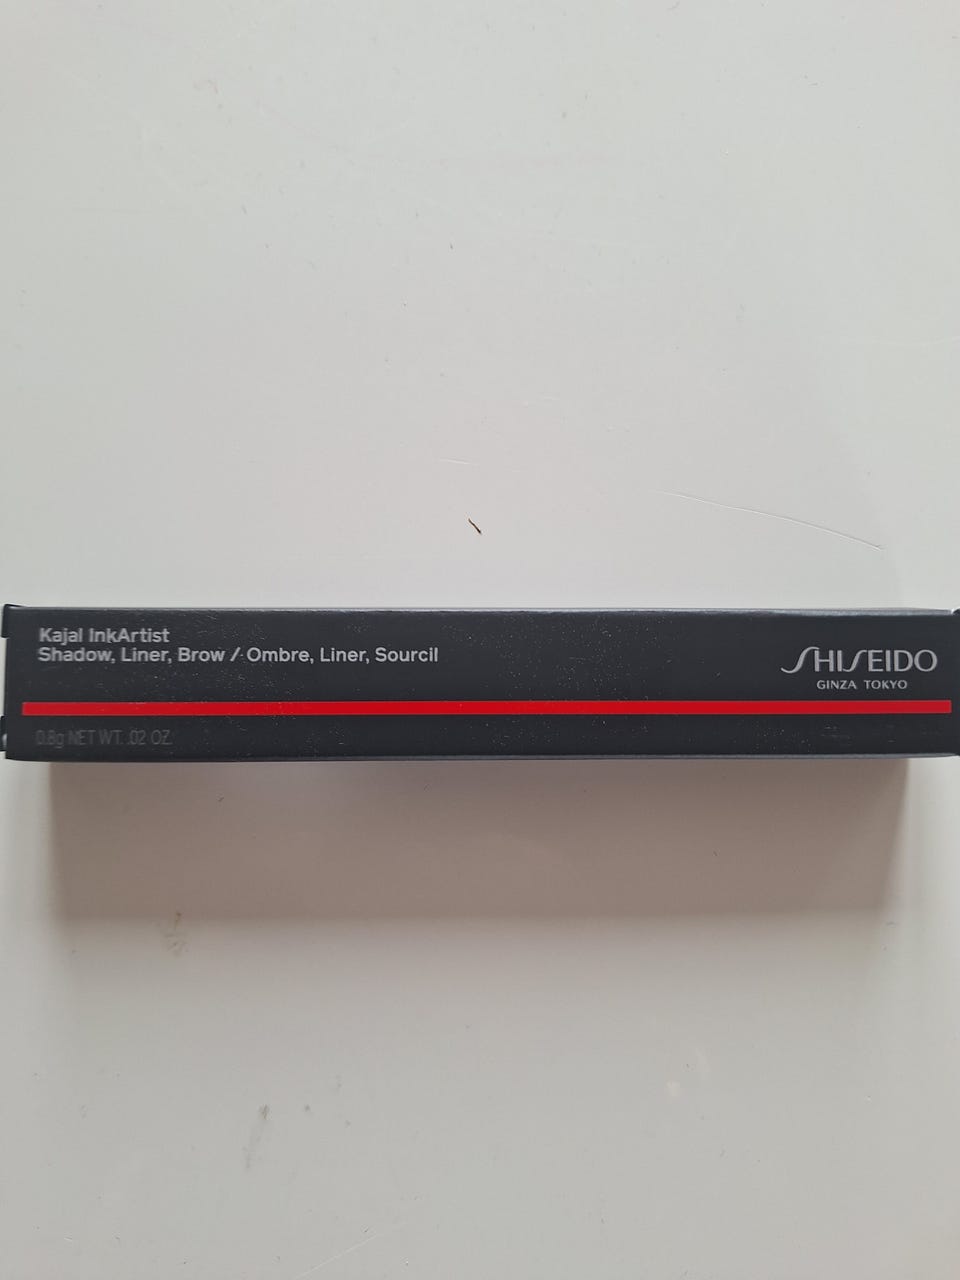 Kajal InkArtist
Shadow, Liner, Brow / Ombre, Liner, Sourcil
SHISEIDO
GINZA TOKYO
0.8g NET WT. .02 OZ.